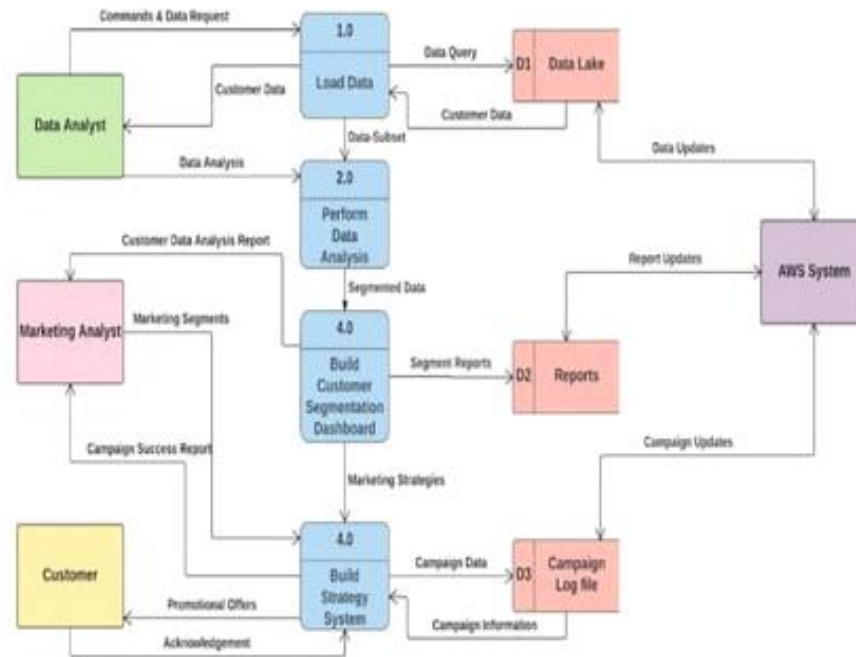 Commands & Data Request
1.0
Load Data
Data Query
D1
Data Lake
Customer Data
Customer Data
Data Analyst
Data-Subset
Data Updates
Data Analysis
2.0
Perform
Data
Analysis
Customer Data Analysis Report
Report Updates
AWS System
Segmented Data
Marketing Analyst
Marketing Segments
4.0
Build
Customer
Segmentation
Dashboard
Segment Reports
D2
Reports
Campaign Success Report
Campaign Updates
Marketing Strategies
4.0
Build
Strategy
System
Customer
Campaign Data
D3
Campaign
Log file
Promotional Offers
Campaign Information
Acknowledgement